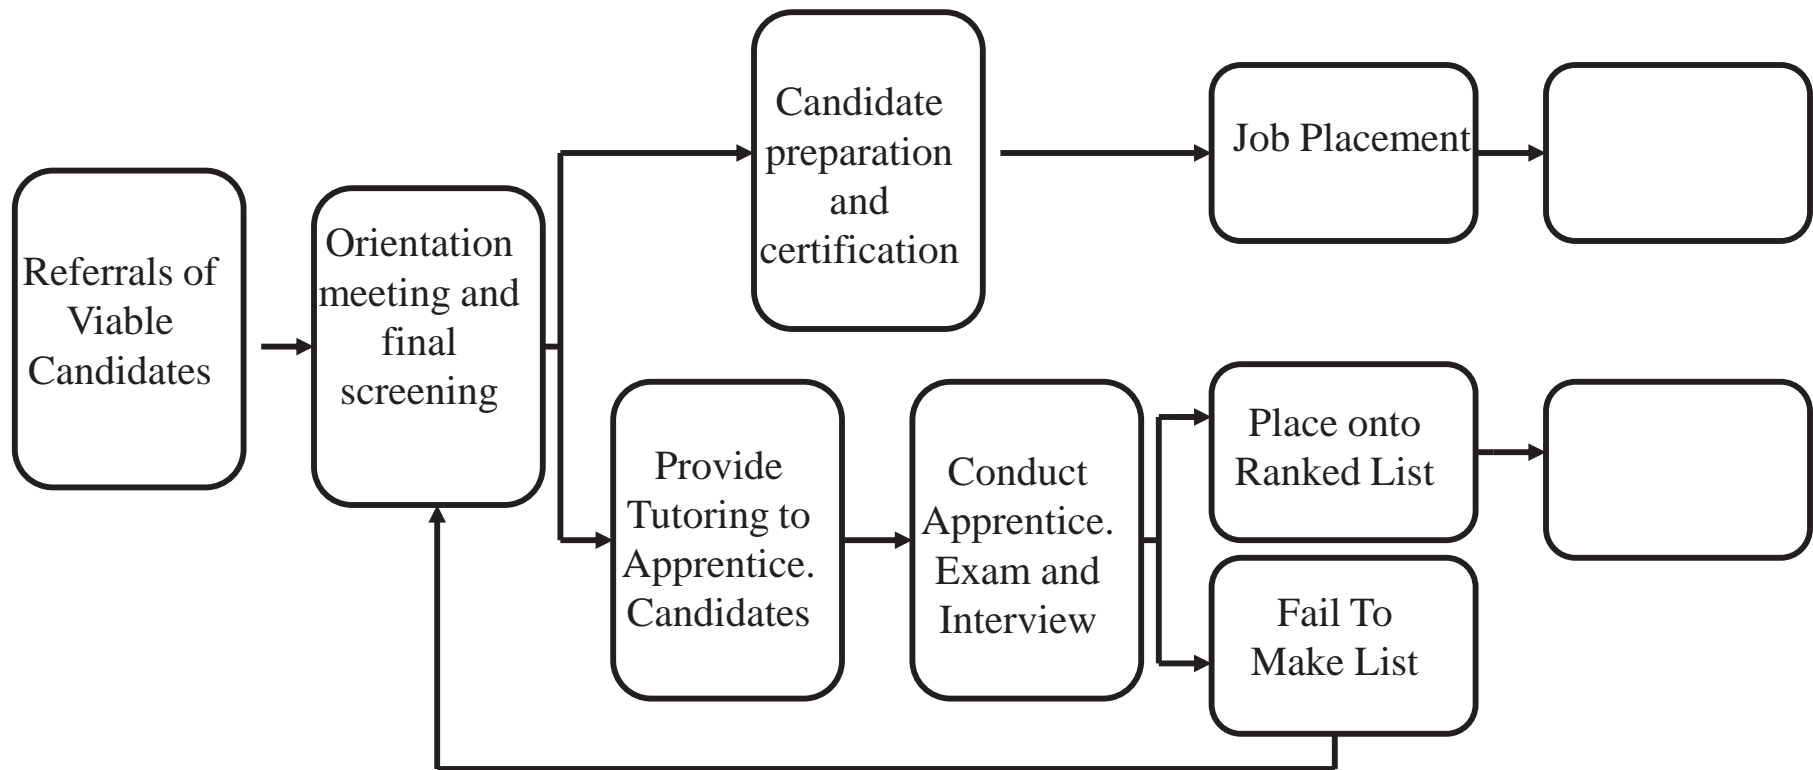 Referrals of
Viable
Candidates
Orientation
meeting and
final
screening
Candidate
preparation
and
certification
Job Placement
Provide
Tutoring to
Apprentice.
Candidates
Conduct
Apprentice.
Exam and
Interview
Place onto
Ranked List
Fail To
Make List